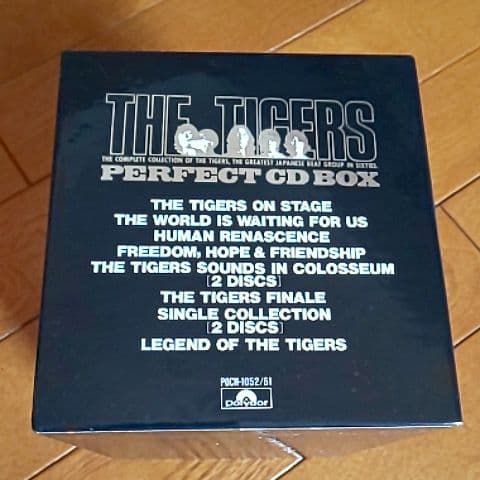 THE TIGERS
THE COMPLETE COLLECTION OF THE TIGERS, THE GREATEST JAPANESE BEAT GROUP IN SIXTIES.
PERFECT CD BOX
THE TIGERS ON STAGE
THE WORLD IS WAITING FOR US
HUMAN RENASCENCE
FREEDOM, HOPE & FRIENDSHIP
THE TIGERS SOUNDS IN COLOSSEUM
[2 DISCS]
THE TIGERS FINALE
SINGLE COLLECTION
[2 DISCS]
LEGEND OF THE TIGERS
POCH-1052/61
polydor